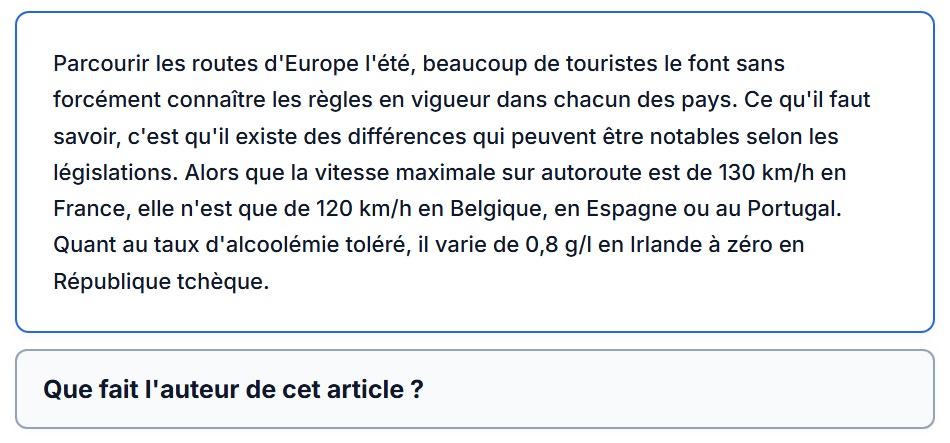 Parcourir les routes d'Europe l'été, beaucoup de touristes le font sans
forcément connaître les règles en vigueur dans chacun des pays. Ce qu'il faut
savoir, c'est qu'il existe des différences qui peuvent être notables selon les
législations. Alors que la vitesse maximale sur autoroute est de 130 km/h en
France, elle n'est que de 120 km/h en Belgique, en Espagne ou au Portugal.
Quant au taux d'alcoolémie toléré, il varie de 0,8 g/l en Irlande à zéro en
République tchèque.
Que fait l'auteur de cet article ?